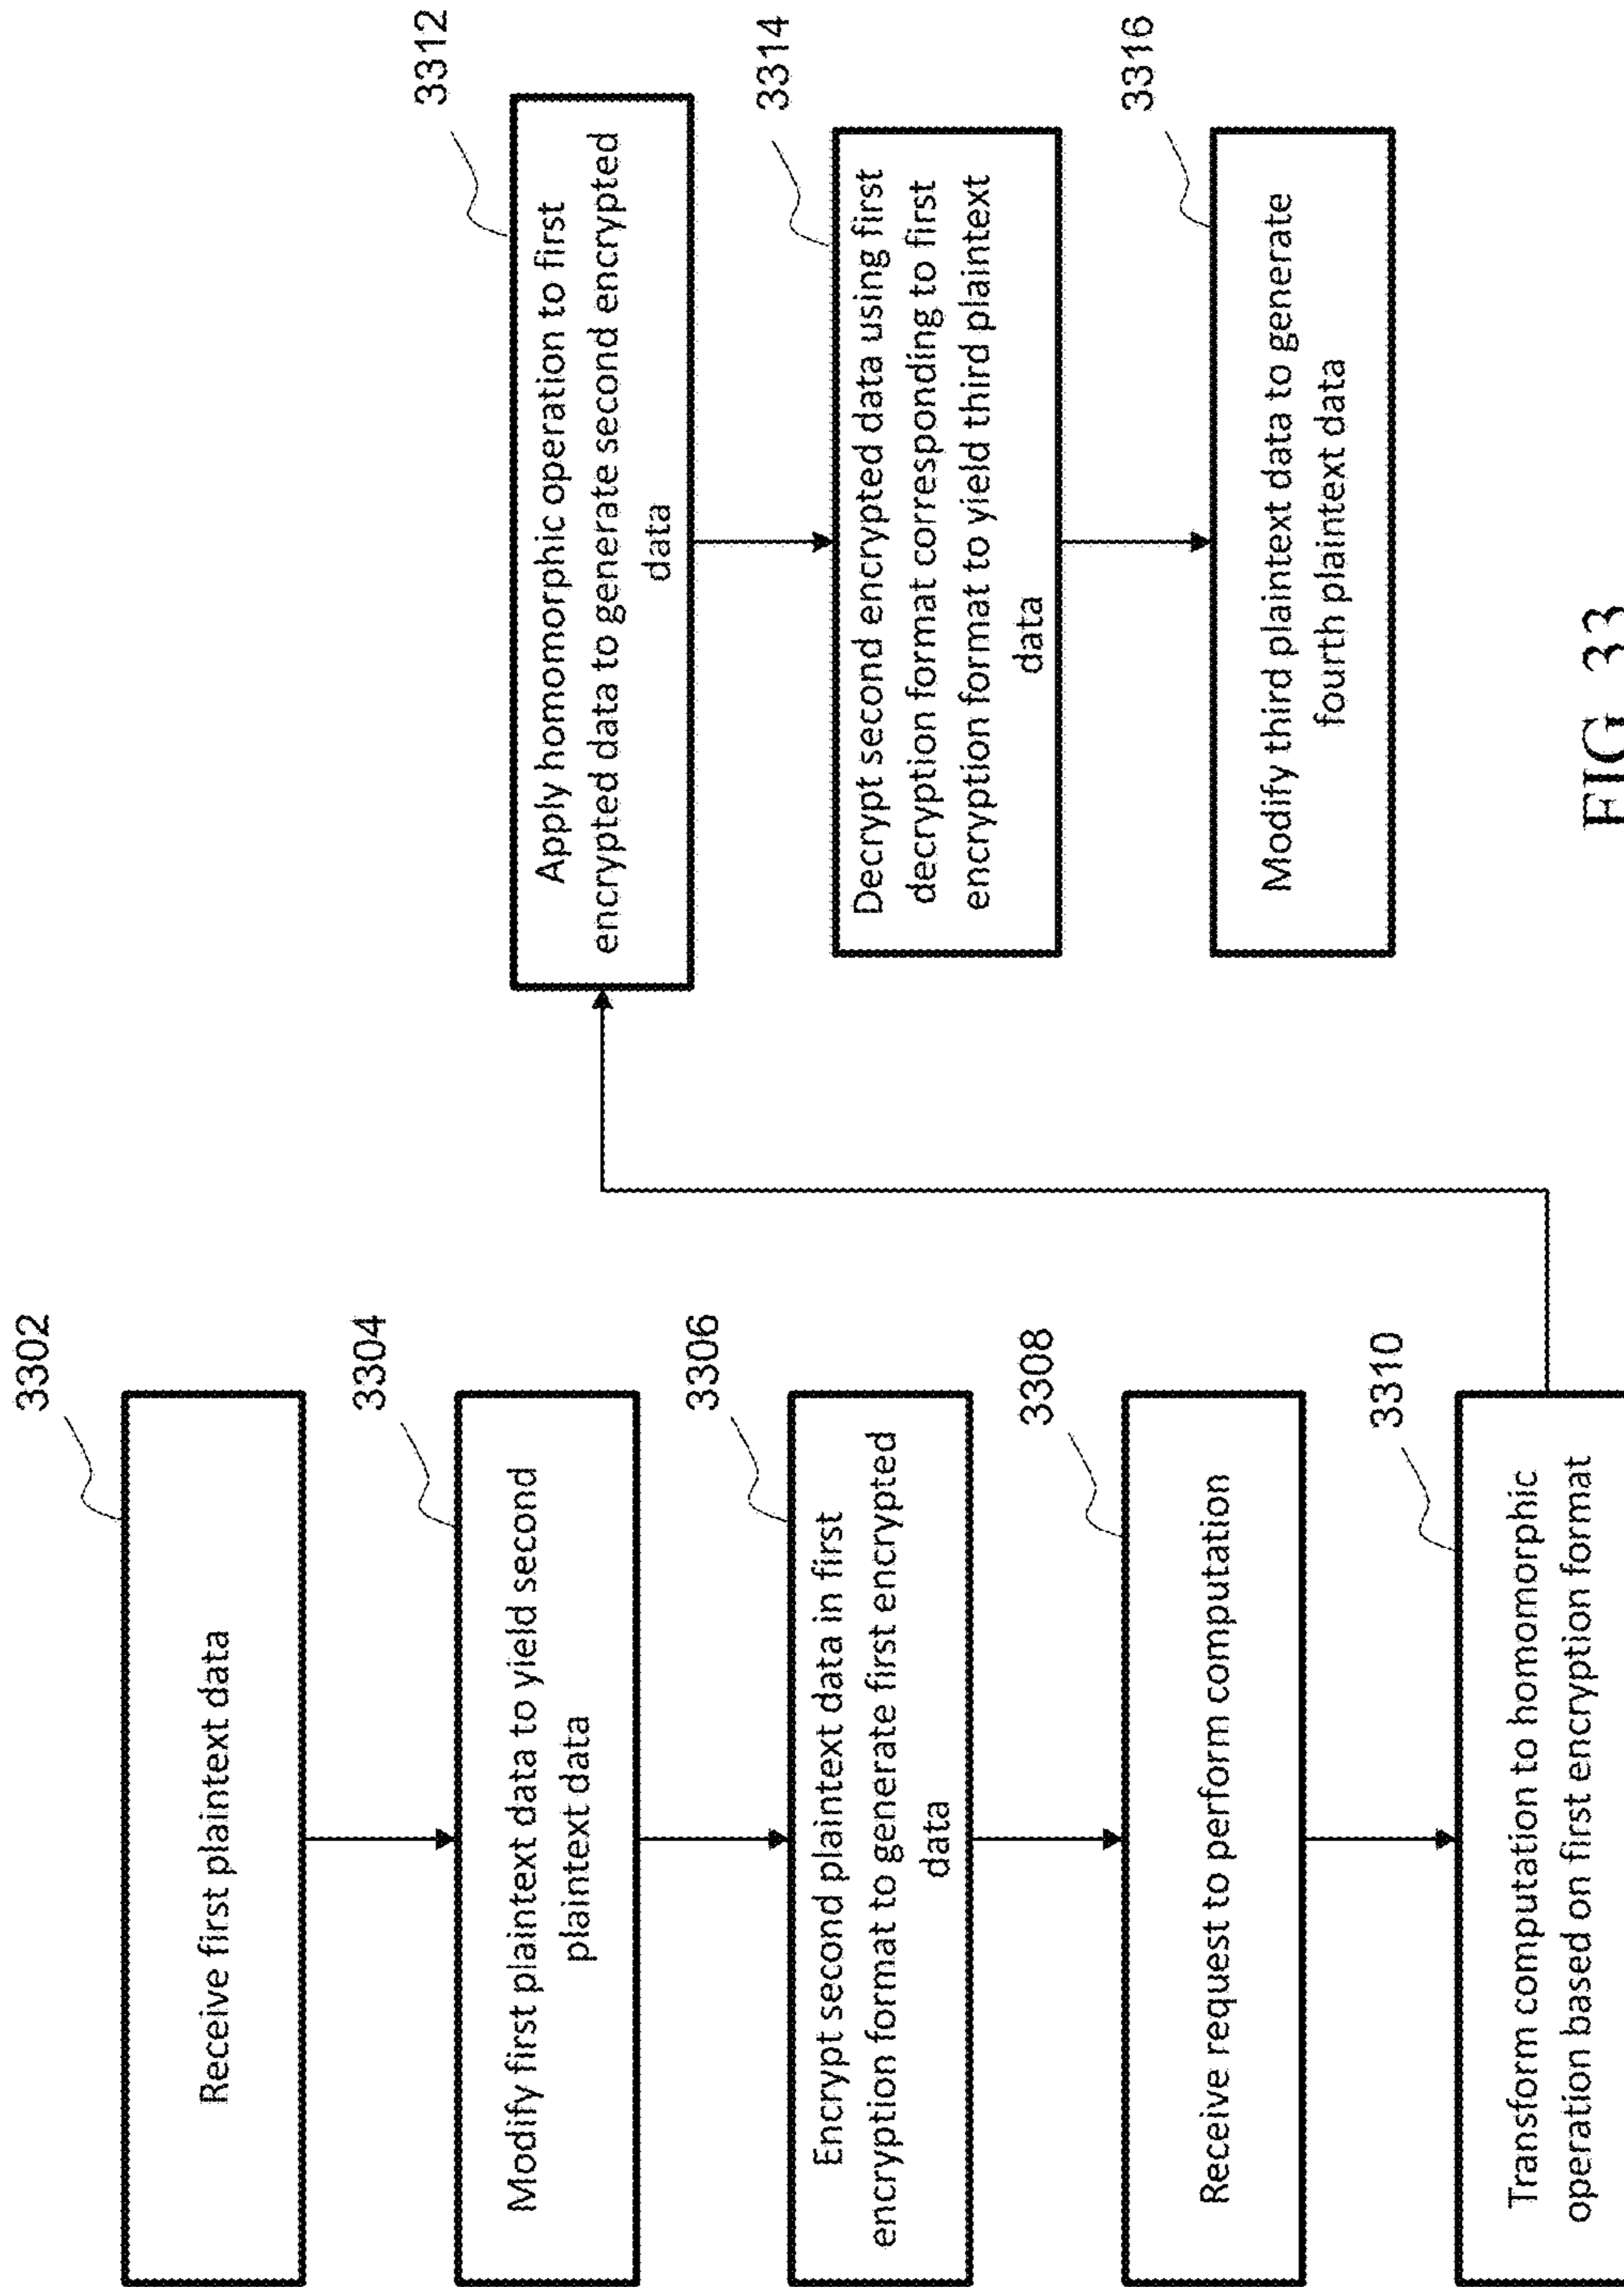 3302
Receive first plaintext data
3304
Modify first plaintext data to yield second
plaintext data
3306
Encrypt second plaintext data in first
encryption format to generate first encrypted
data
3308
Receive request to perform computation
3310
Transform computation to homomorphic
operation based on first encryption format
3312
Apply homomorphic operation to first
encrypted data to generate second encrypted
data
3314
Decrypt second encrypted data using first
decryption format corresponding to first
encryption format to yield third plaintext
data
3316
Modify third plaintext data to generate
fourth plaintext data
FIG. 33